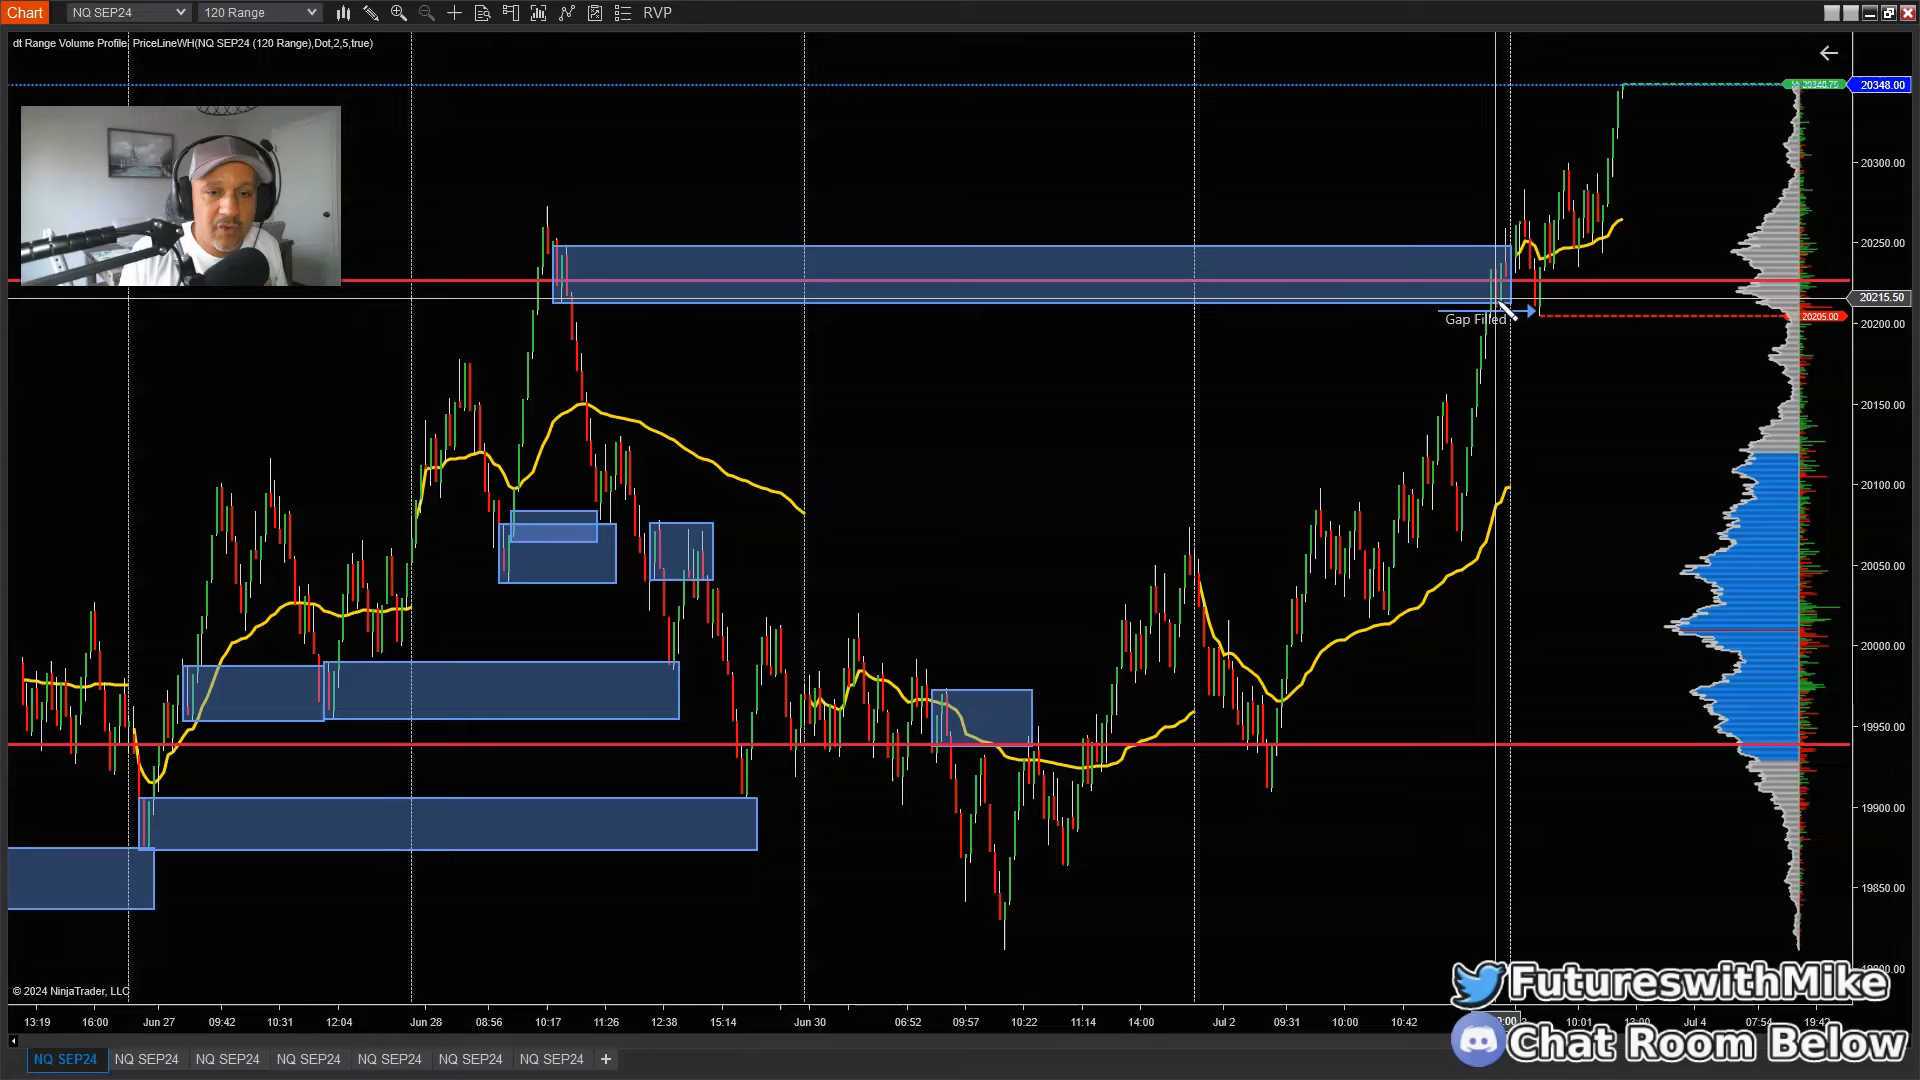 Chart NQ SEP24 120 Range RVP
dt Range Volume Profile, PriceLineWH(NQ SEP24 (120 Range),Dot,2,5,true)
20348.75 20348.00
20300.00
20250.00
20215.50
Gap Filled
20205.00
20200.00
20150.00
20100.00
20050.00
20000.00
19950.00
19900.00
19850.00
FutureswithMike
© 2024 NinjaTrader, LLC
13:19 16:00 Jun 27 09:42 10:31 12:04 Jun 28 08:56 10:17 11:26 12:38 15:14 Jun 30 06:52 09:57 10:22 11:14 14:00 Jul 2 09:31 10:00 10:42 10:01 13:00 Jul 4 07:54 19:42
Chat Room Below
NQ SEP24 NQ SEP24 NQ SEP24 NQ SEP24 NQ SEP24 NQ SEP24 NQ SEP24 +